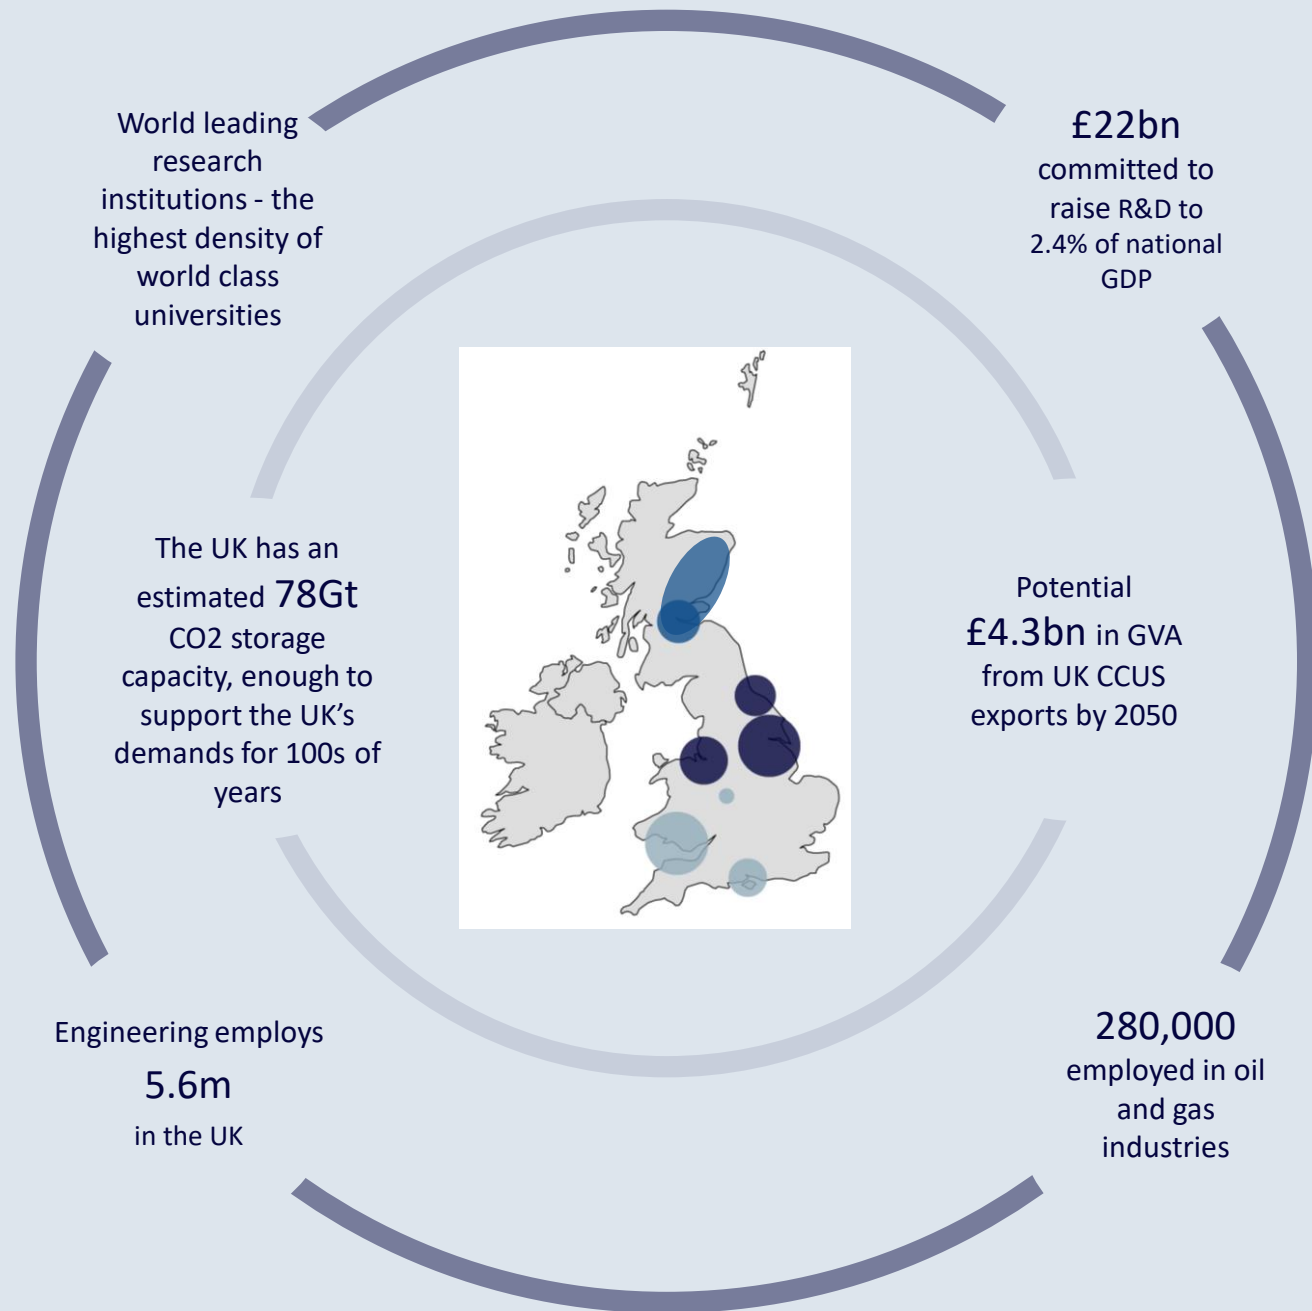 World leading
research
institutions - the
highest density of
world class
universities
£22bn
committed to
raise R&D to
2.4% of national
GDP
The UK has an
estimated 78Gt
CO2 storage
capacity, enough to
support the UK’s
demands for 100s of
years
Potential
£4.3bn in GVA
from UK CCUS
exports by 2050
Engineering employs
5.6m
in the UK
280,000
employed in oil
and gas
industries